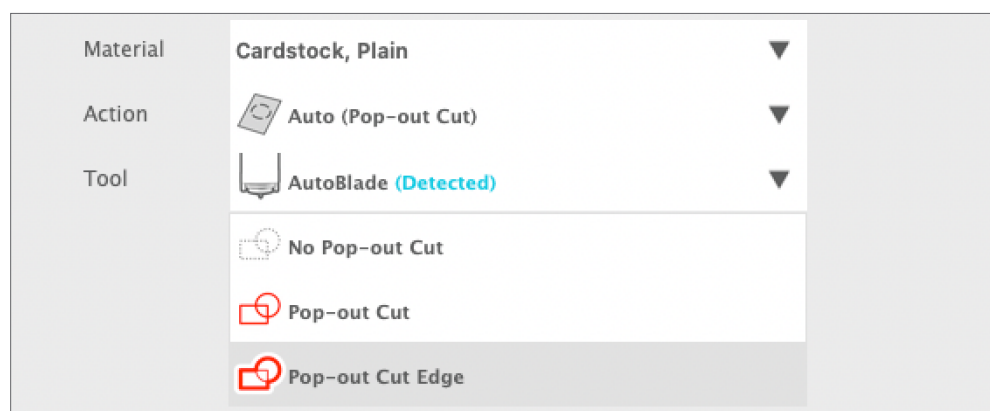 Material Cardstock, Plain
Action Auto (Pop-out Cut)
Tool AutoBlade (Detected)
No Pop-out Cut
Pop-out Cut
Pop-out Cut Edge